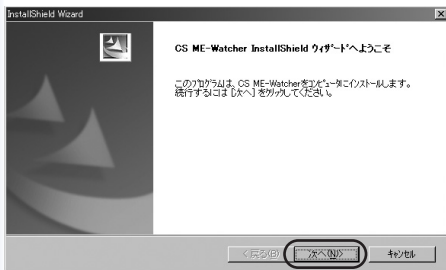 InstallShield Wizard
CS ME-Watcher InstallShield ウィザードへようこそ
このプログラムは、CS ME-Watcherをコンピュータにインストールします。
続行するには [次へ] をクリックしてください。
< 戻る(B)
次へ(N)>
キャンセル